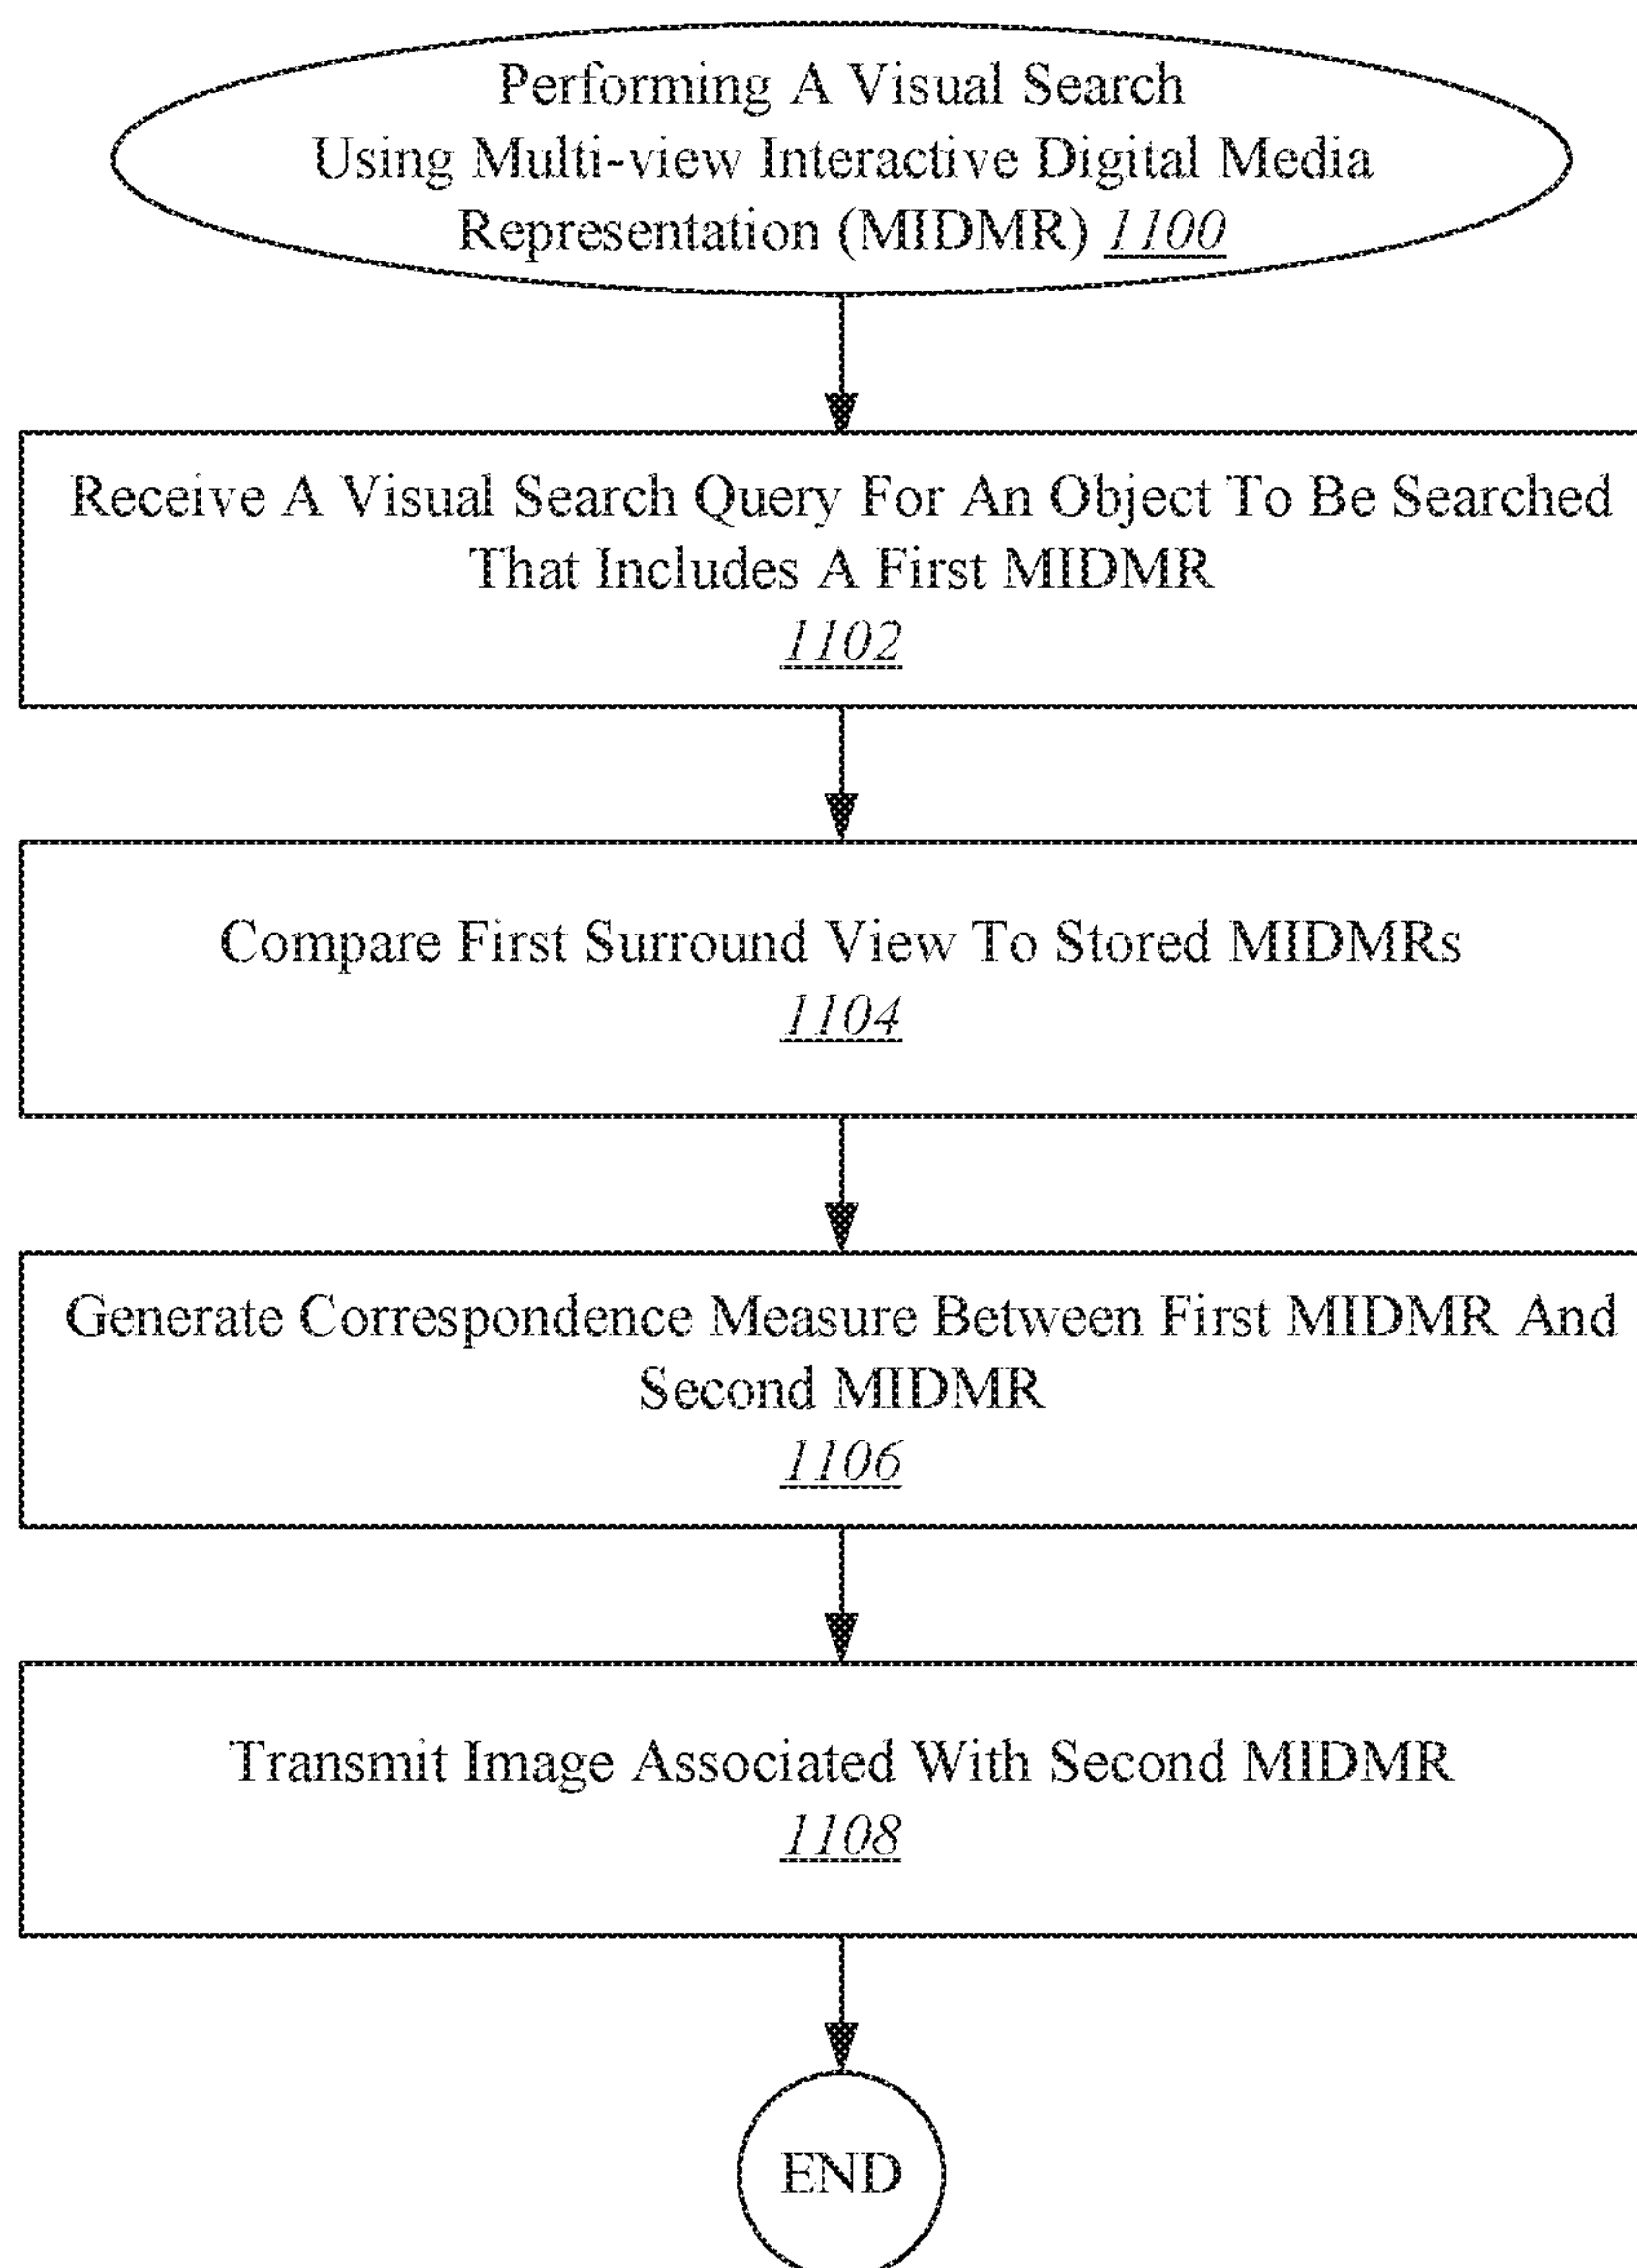 Performing A Visual Search
Using Multi-view Interactive Digital Media
Representation (MIDMR) 1100
Receive A Visual Search Query For An Object To Be Searched
That Includes A First MIDMR
1102
Compare First Surround View To Stored MIDMRs
1104
Generate Correspondence Measure Between First MIDMR And
Second MIDMR
1106
Transmit Image Associated With Second MIDMR
1108
END